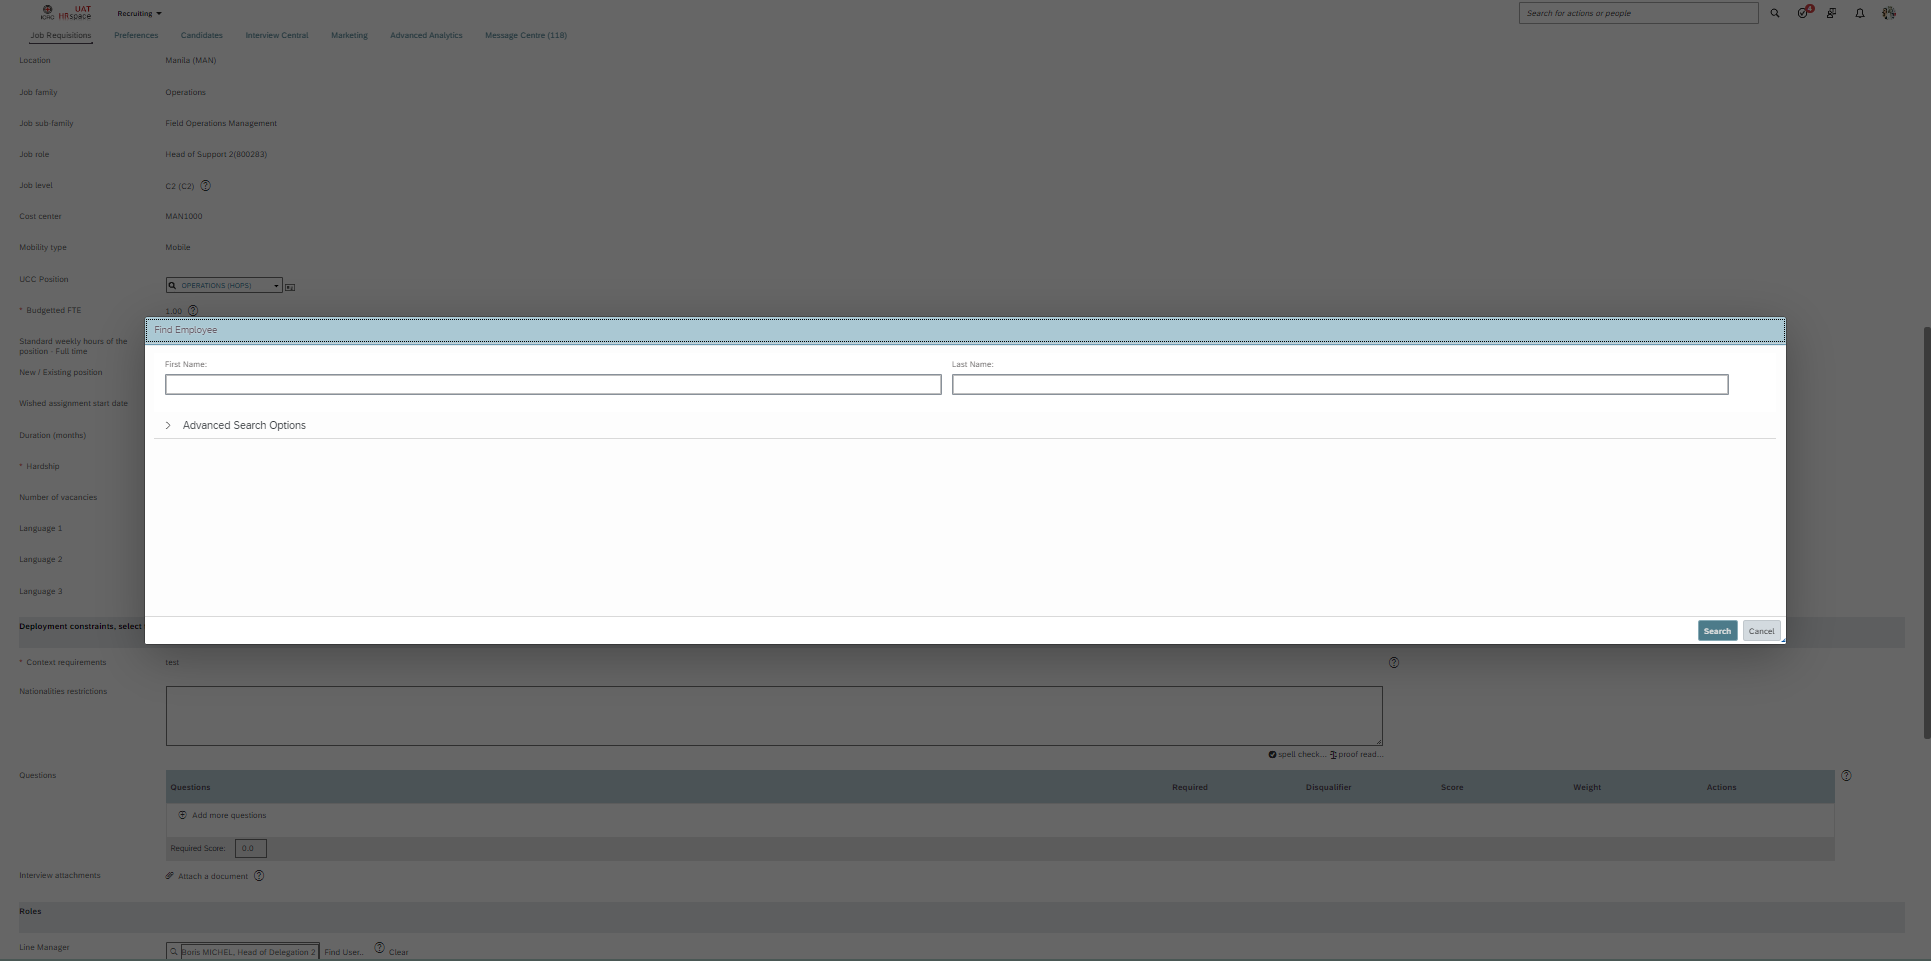 UAT
ICRC HRspace
Recruiting
Search for actions or people
4
Job Requisitions
Preferences
Candidates
Interview Central
Marketing
Advanced Analytics
Message Centre (118)
Location
Manila (MAN)
Job family
Operations
Job sub-family
Field Operations Management
Job role
Head of Support 2(800283)
Job level
C2 (C2)
Cost center
MAN1000
Mobility type
Mobile
UCC Position
OPERATIONS (HOPS)
* Budgetted FTE
1.00
Find Employee
Standard weekly hours of the
position - Full time
First Name:
Last Name:
New / Existing position
Wished assignment start date
Advanced Search Options
Duration (months)
* Hardship
Number of vacancies
Language 1
Language 2
Language 3
Deployment constraints, select
Search
Cancel
* Context requirements
test
Nationalities restrictions
spell check...
proof read...
Questions
Questions
Required
Disqualifier
Score
Weight
Actions
Add more questions
Required Score:
0.0
Interview attachments
Attach a document
Roles
Line Manager
Boris MICHEL, Head of Delegation 2
Find User...
Clear